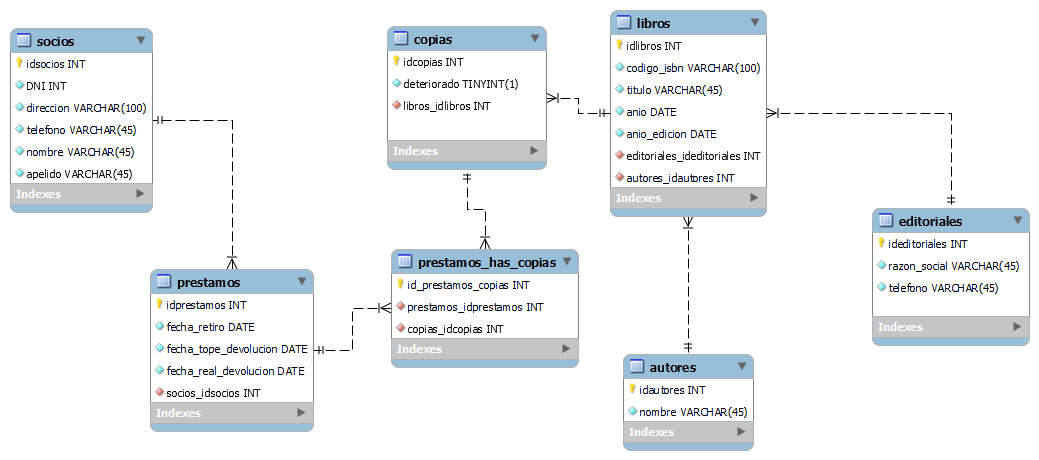 socios
idsocios INT
DNI INT
direccion VARCHAR(100)
telefono VARCHAR(45)
nombre VARCHAR(45)
apelido VARCHAR(45)
Indexes
copias
idcopias INT
deteriorado TINYINT(1)
libros_idlibros INT
Indexes
libros
idlibros INT
codigo_isbn VARCHAR(100)
titulo VARCHAR(45)
anio DATE
anio_edicion DATE
editoriales_ideditoriales INT
autores_idautores INT
Indexes
editoriales
ideditoriales INT
razon_social VARCHAR(45)
telefono VARCHAR(45)
Indexes
prestamos
idprestamos INT
fecha_retiro DATE
fecha_tope_devolucion DATE
fecha_real_devolucion DATE
socios_idsocios INT
Indexes
prestamos_has_copias
id_prestamos_copias INT
prestamos_idprestamos INT
copias_idcopias INT
Indexes
autores
idautores INT
nombre VARCHAR(45)
Indexes